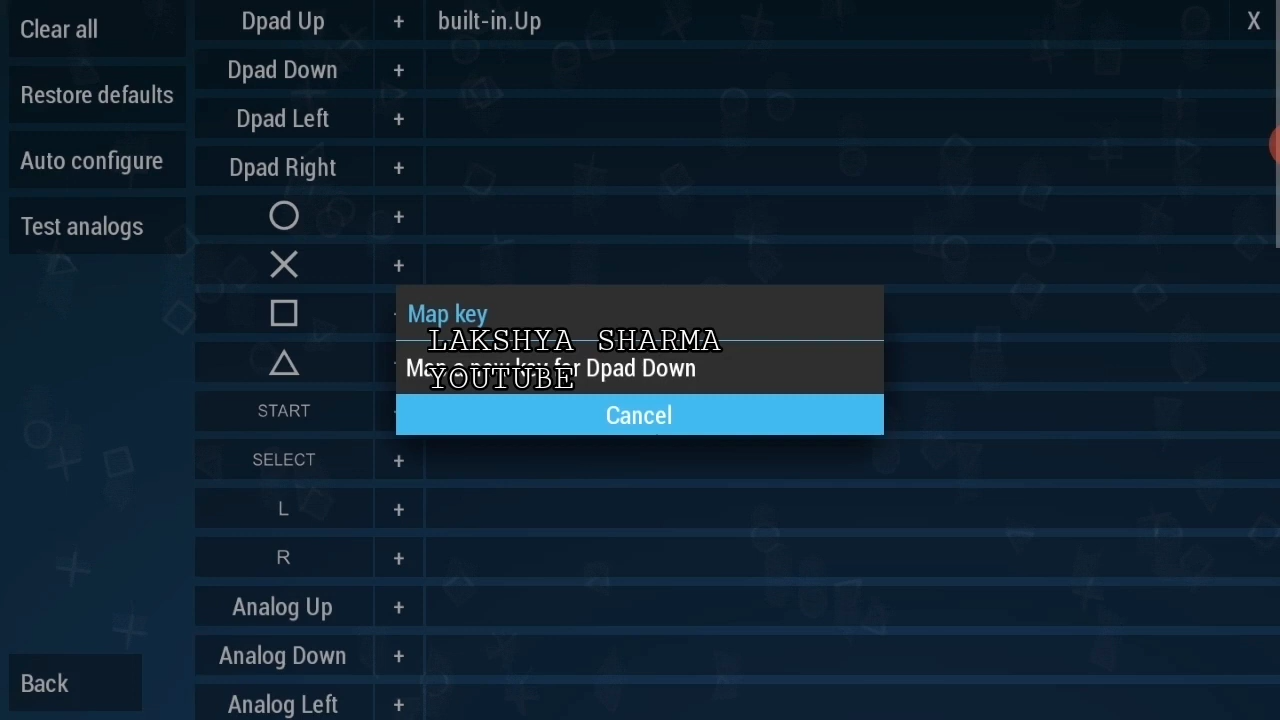 Clear all
Restore defaults
Auto configure
Test analogs
Back
Dpad Up + built-in.Up X
Dpad Down +
Dpad Left +
Dpad Right +
+
+
START
SELECT +
L +
R +
Analog Up +
Analog Down +
Analog Left +
Map key
LAKSHYA SHARMA
for Dpad Down
YOUTUBE
Cancel